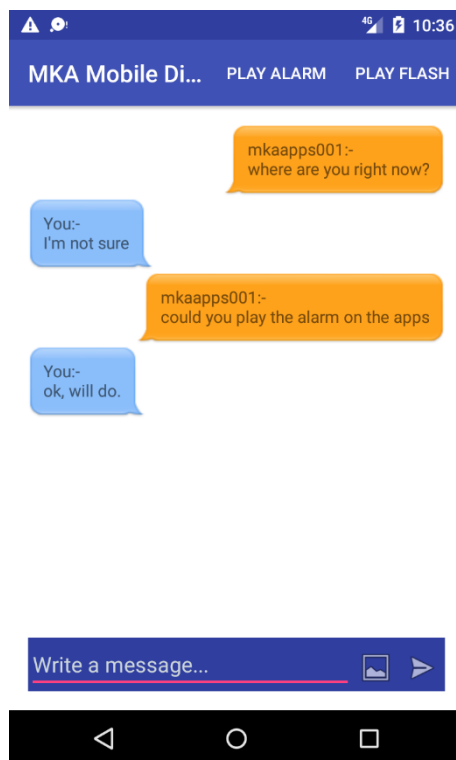 4G 10:36
MKA Mobile Di... PLAY ALARM PLAY FLASH
mkaapps001:-
where are you right now?
You:-
I'm not sure
mkaapps001:-
could you play the alarm on the apps
You:-
ok, will do.
Write a message...